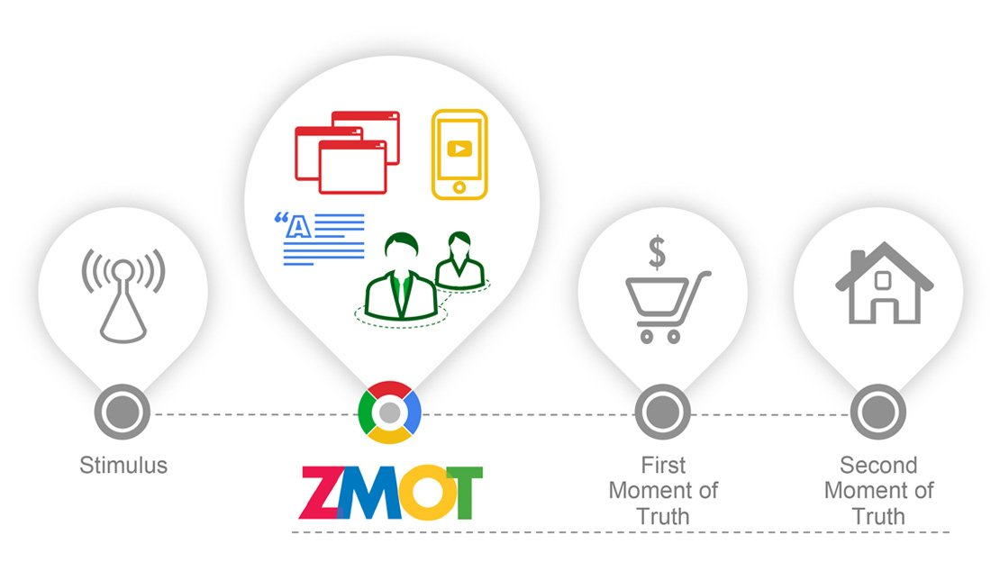 “A
$
Stimulus
ZMOT
First
Moment of
Truth
Second
Moment of
Truth